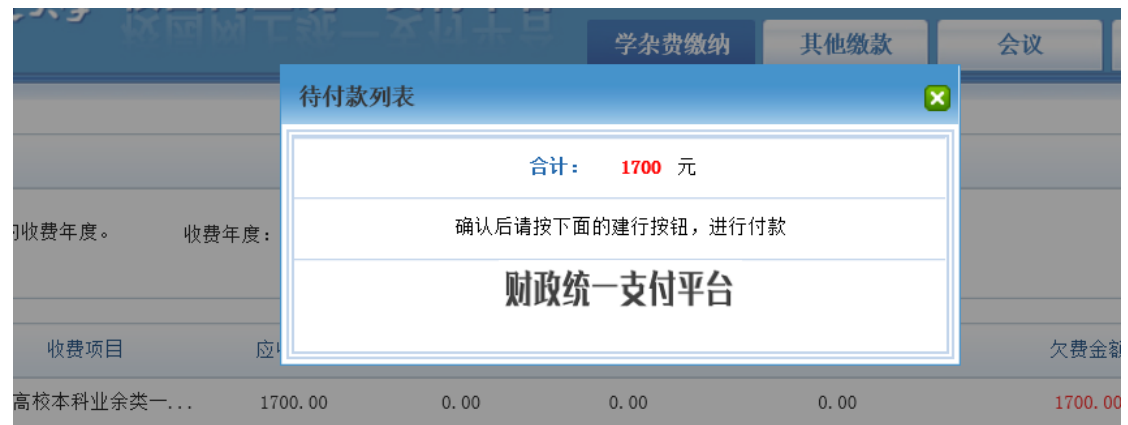 学杂费缴纳 其他缴款 会议
待付款列表
合计： 1700 元
确认后请按下面的建行按钮，进行付款
收费年度。 收费年度：
财政统一支付平台
收费项目 欠费金额
高校本科业余类一... 1700.00 0.00 0.00 0.00 1700.00